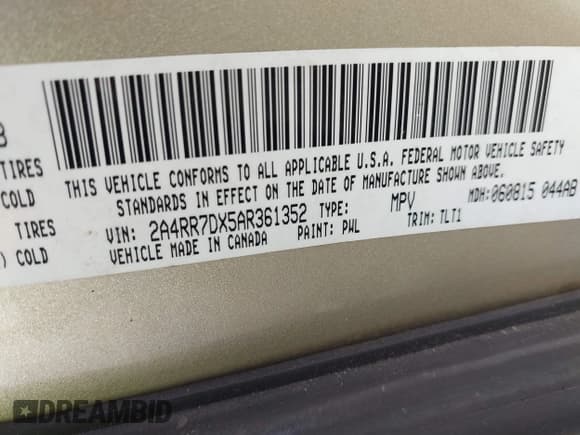 B
TIRES
COLD
TIRES
) COLD
THIS VEHICLE CONFORMS TO ALL APPLICABLE U.S.A. FEDERAL MOTOR VEHICLE SAFETY
STANDARDS IN EFFECT ON THE DATE OF MANUFACTURE SHOWN ABOVE.
VIN: 2A4RR7DX5AR361352 TYPE: MPV MDH: 060815 044AB
VEHICLE MADE IN CANADA PAINT: PWL TRIM: TLT1
DREAMBID